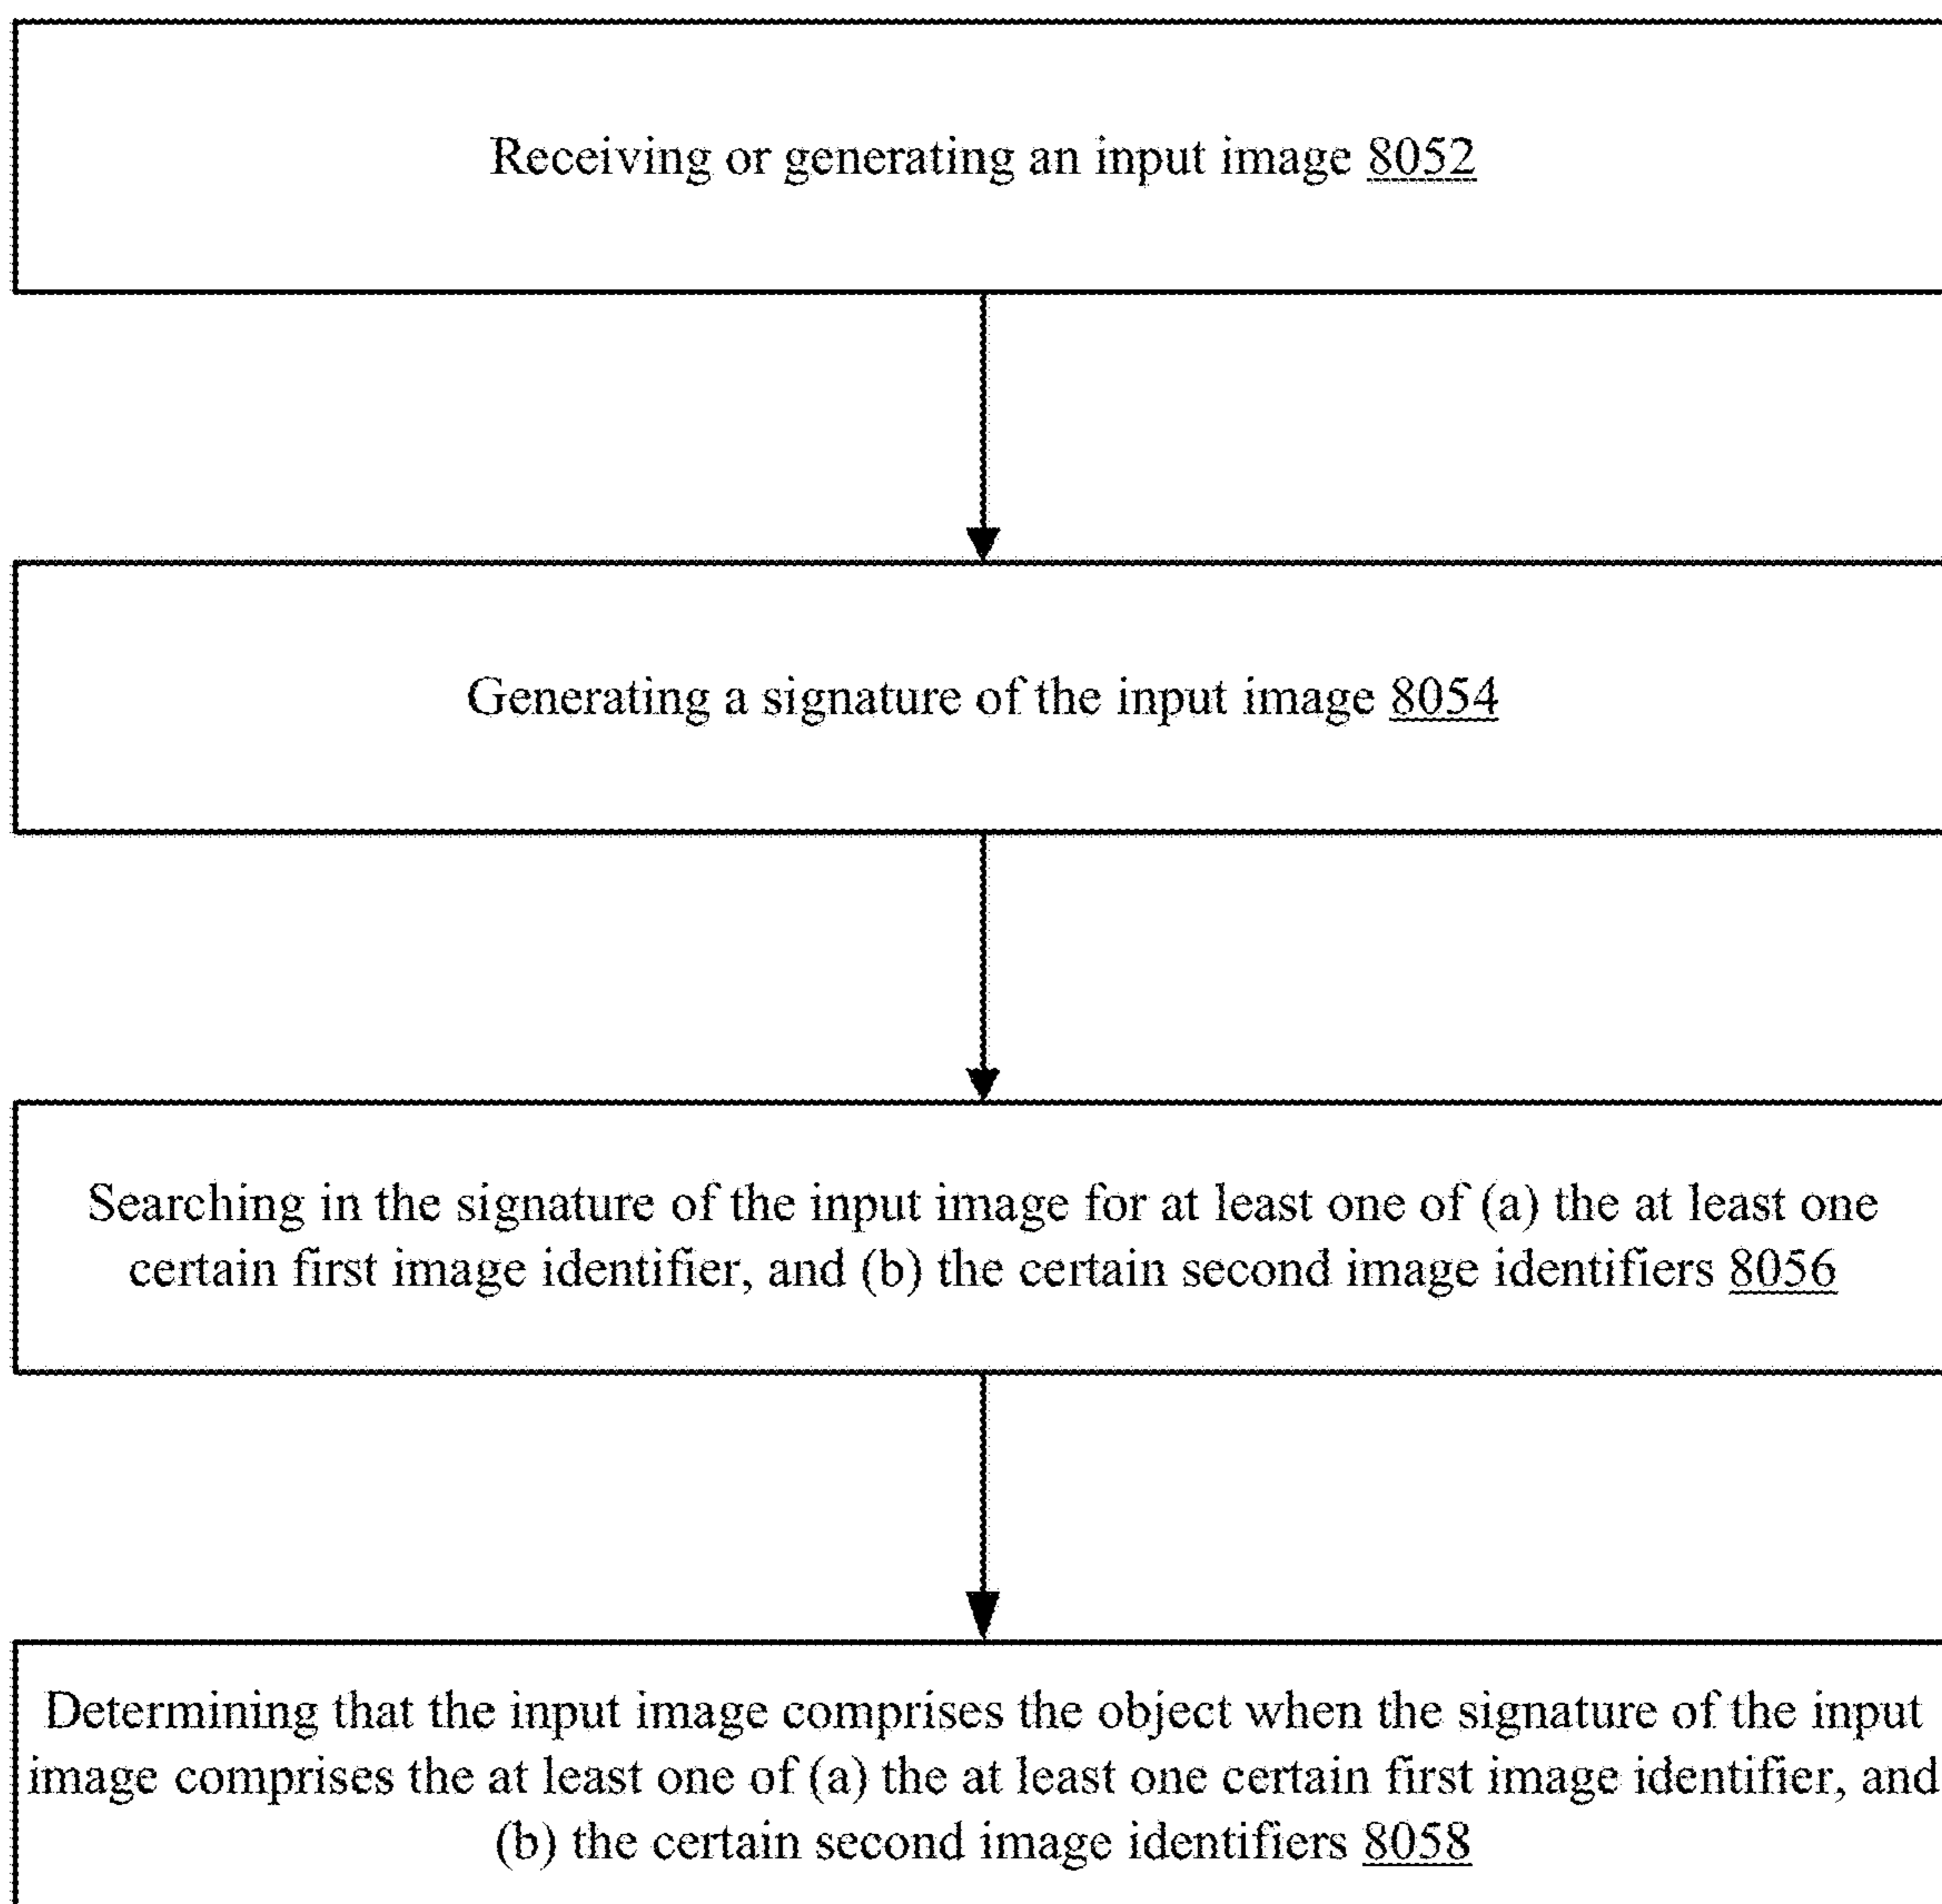 Receiving or generating an input image 8052
Generating a signature of the input image 8054
Searching in the signature of the input image for at least one of (a) the at least one
certain first image identifier, and (b) the certain second image identifiers 8056
Determining that the input image comprises the object when the signature of the input
image comprises the at least one of (a) the at least one certain first image identifier, and
(b) the certain second image identifiers 8058